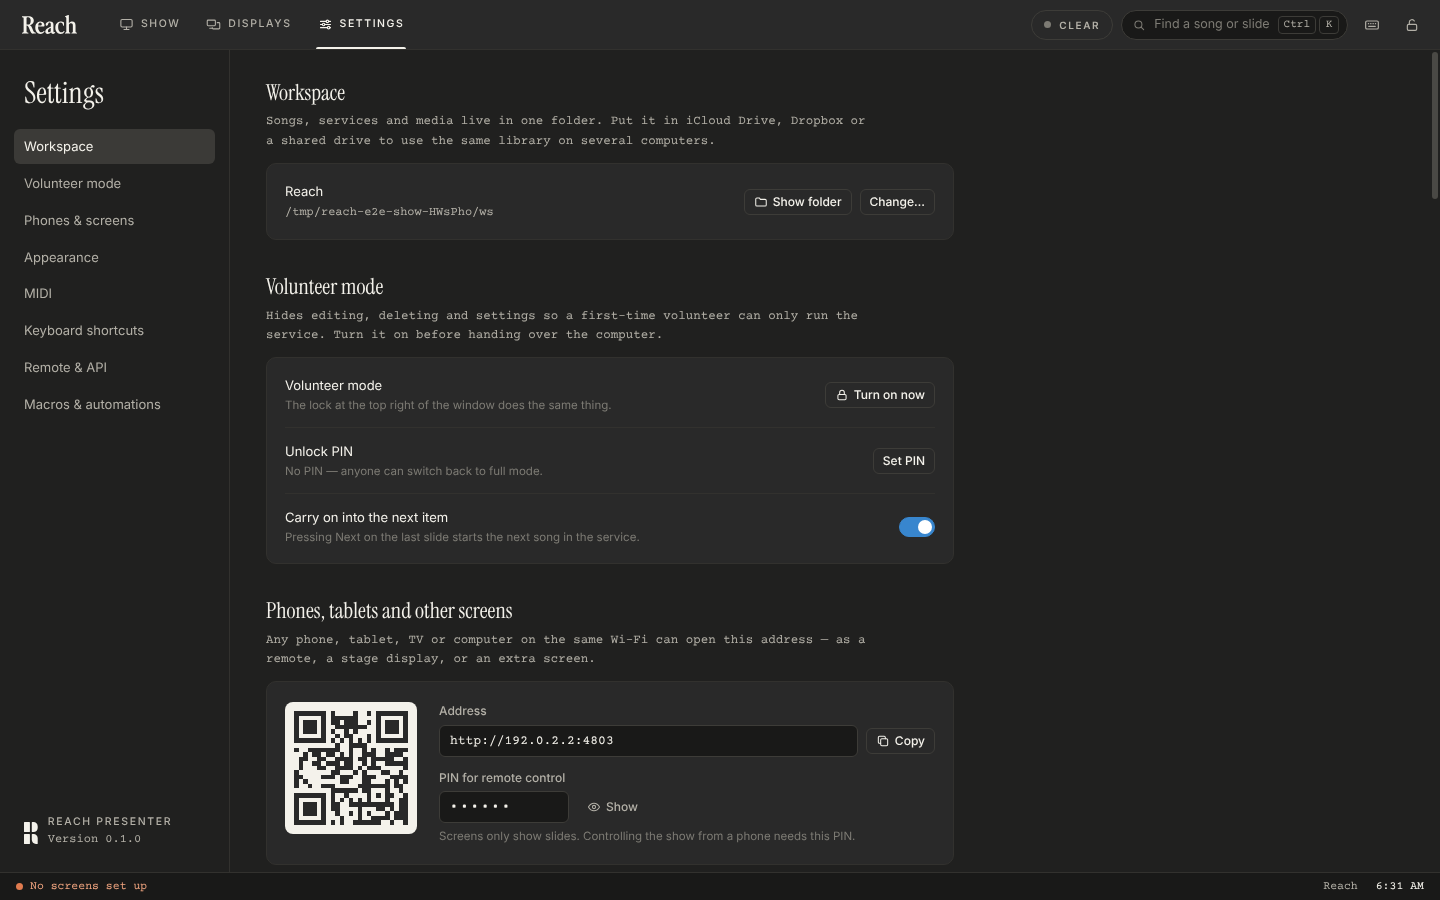 Reach
SHOW
DISPLAYS
SETTINGS
CLEAR
Find a song or slide
Ctrl
K
Settings
Workspace
Volunteer mode
Phones & screens
Appearance
MIDI
Keyboard shortcuts
Remote & API
Macros & automations
REACH PRESENTER
Version 0.1.0
Workspace
Songs, services and media live in one folder. Put it in iCloud Drive, Dropbox or
a shared drive to use the same library on several computers.
Reach
/tmp/reach-e2e-show-HWsPho/ws
Show folder
Change...
Volunteer mode
Hides editing, deleting and settings so a first-time volunteer can only run the
service. Turn it on before handing over the computer.
Volunteer mode
The lock at the top right of the window does the same thing.
Turn on now
Unlock PIN
No PIN — anyone can switch back to full mode.
Set PIN
Carry on into the next item
Pressing Next on the last slide starts the next song in the service.
Phones, tablets and other screens
Any phone, tablet, TV or computer on the same Wi-Fi can open this address — as a
remote, a stage display, or an extra screen.
Address
http://192.0.2.2:4803
Copy
PIN for remote control
••••••
Show
Screens only show slides. Controlling the show from a phone needs this PIN.
No screens set up
Reach
6:31 AM